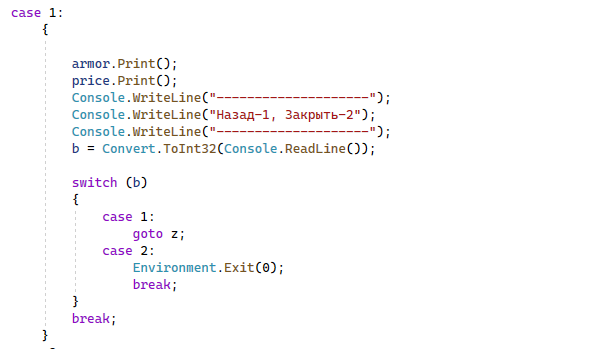 case 1:
{
armor.Print();
price.Print();
Console.WriteLine("--------------------");
Console.WriteLine("Назад-1, Закрыть-2");
Console.WriteLine("--------------------");
b = Convert.ToInt32(Console.ReadLine());
switch (b)
{
case 1:
goto z;
case 2:
Environment.Exit(0);
break;
}
break;
}